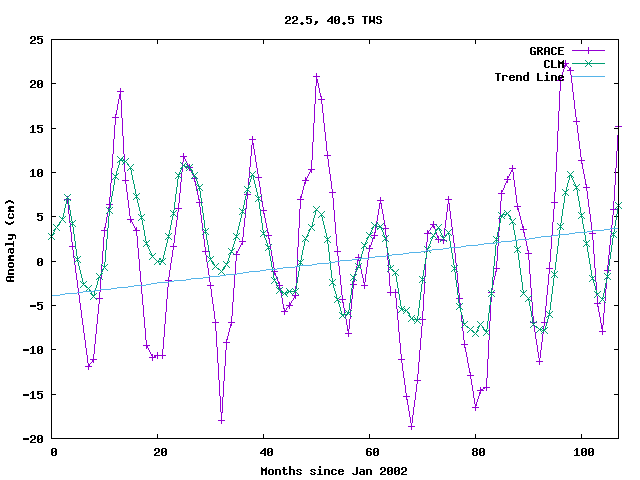 22.5, 40.5 TWS
GRACE
CLM
Trend Line
Anomaly (cm)
25
20
15
10
5
0
-5
-10
-15
-20
0 20 40 60 80 100
Months since Jan 2002